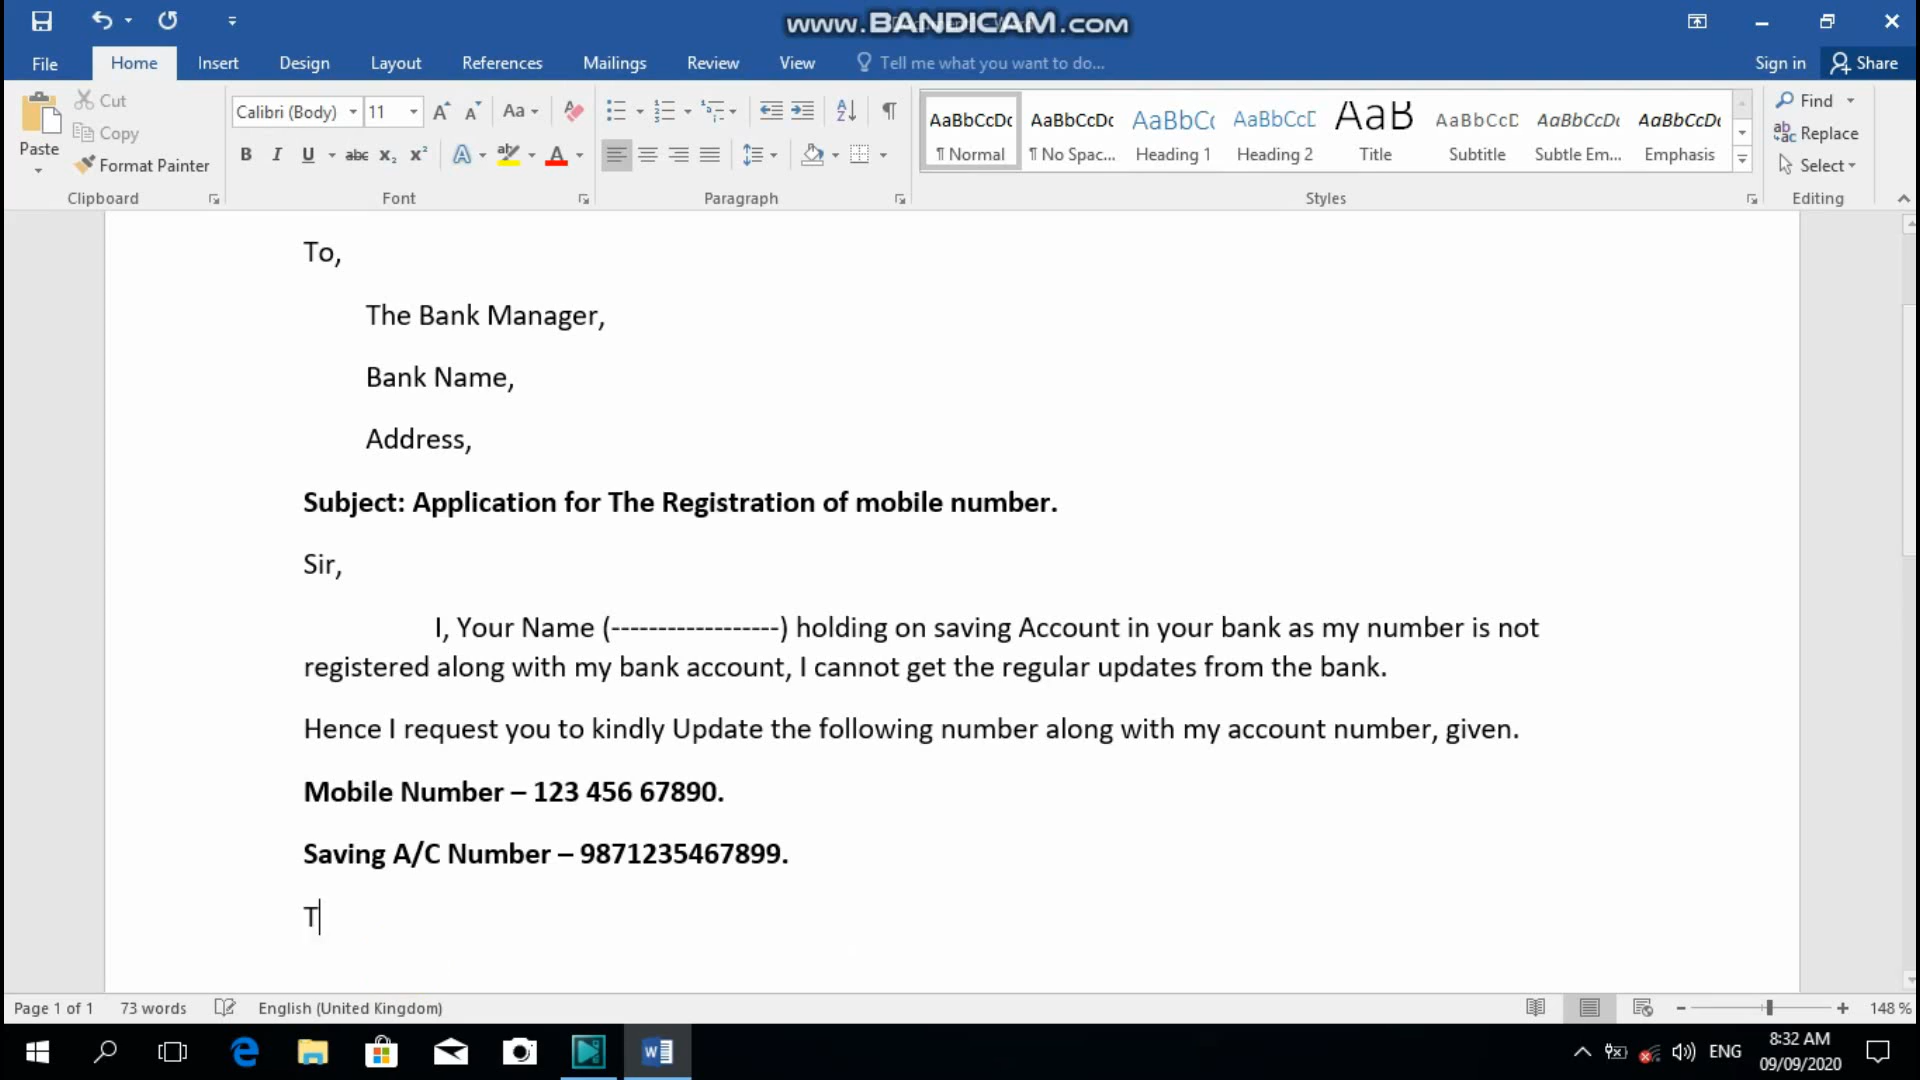 www.BANDICAM.com
File Home Insert Design Layout References Mailings Review View Tell me what you want to do... Sign in Share
Paste
Cut
Copy
Format Painter
Clipboard
Calibri (Body) 11 Aa
B I U abc x₂ x² A ab A
Font
A Z ¶
Paragraph
AaBbCcDc AaBbCcDc AaBbC AaBbCcD AaB AaBbCcD AaBbCcDc AaBbCcDc
¶ Normal ¶ No Spac... Heading 1 Heading 2 Title Subtitle Subtle Em... Emphasis
Styles
Find
Replace
Select
Editing
To,
The Bank Manager,
Bank Name,
Address,
Subject: Application for The Registration of mobile number.
Sir,
I, Your Name (------------------) holding on saving Account in your bank as my number is not
registered along with my bank account, I cannot get the regular updates from the bank.
Hence I request you to kindly Update the following number along with my account number, given.
Mobile Number – 123 456 67890.
Saving A/C Number – 9871235467899.
T
Page 1 of 1 73 words English (United Kingdom) 148 %
ENG
8:32 AM
09/09/2020